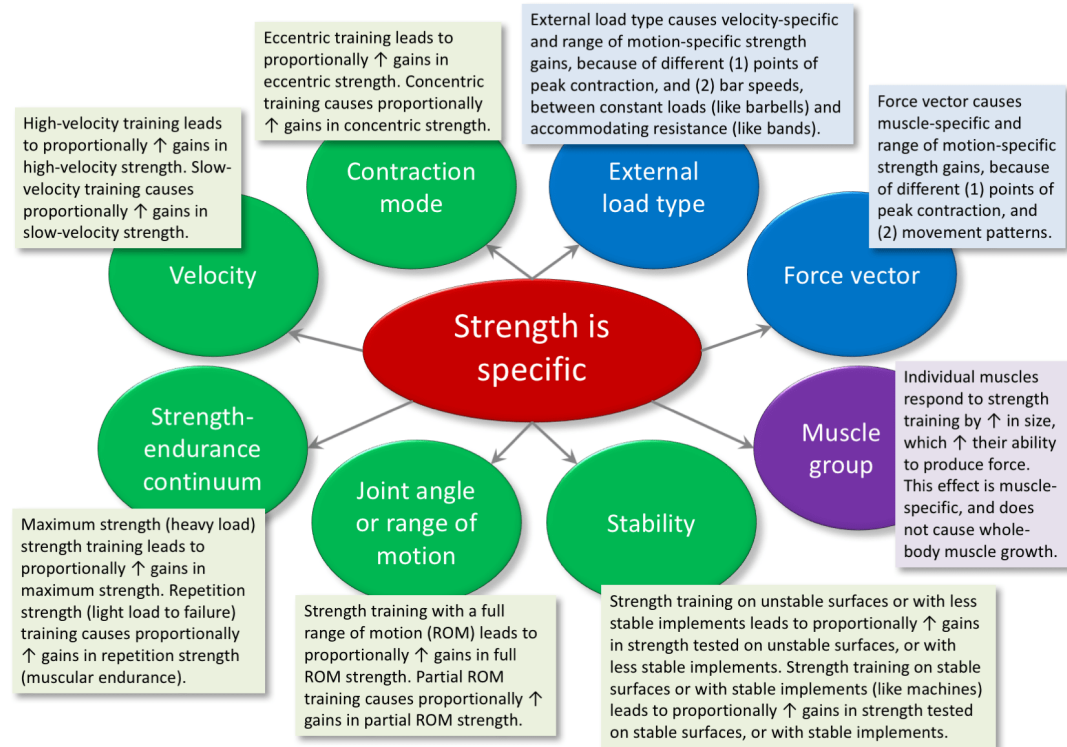 Eccentric training leads to
proportionally ↑ gains in
eccentric strength. Concentric
training causes proportionally
↑ gains in concentric strength.
External load type causes velocity-specific
and range of motion-specific strength
gains, because of different (1) points of
peak contraction, and (2) bar speeds,
between constant loads (like barbells) and
accommodating resistance (like bands).
High-velocity training leads
to proportionally ↑ gains in
high-velocity strength. Slow-
velocity training causes
proportionally ↑ gains in
slow-velocity strength.
Force vector causes
muscle-specific and
range of motion-specific
strength gains, because
of different (1) points of
peak contraction, and
(2) movement patterns.
Contraction
mode
External
load type
Velocity
Force vector
Strength is
specific
Strength-
endurance
continuum
Joint angle
or range of
motion
Stability
Muscle
group
Individual muscles
respond to strength
training by ↑ in size,
which ↑ their ability
to produce force.
This effect is muscle-
specific, and does
not cause whole-
body muscle growth.
Maximum strength (heavy load)
strength training leads to
proportionally ↑ gains in
maximum strength. Repetition
strength (light load to failure)
training causes proportionally
↑ gains in repetition strength
(muscular endurance).
Strength training with a full
range of motion (ROM) leads to
proportionally ↑ gains in full
ROM strength. Partial ROM
training causes proportionally ↑
gains in partial ROM strength.
Strength training on unstable surfaces or with less
stable implements leads to proportionally ↑ gains
in strength tested on unstable surfaces, or with
less stable implements. Strength training on stable
surfaces or with stable implements (like machines)
leads to proportionally ↑ gains in strength tested
on stable surfaces, or with stable implements.